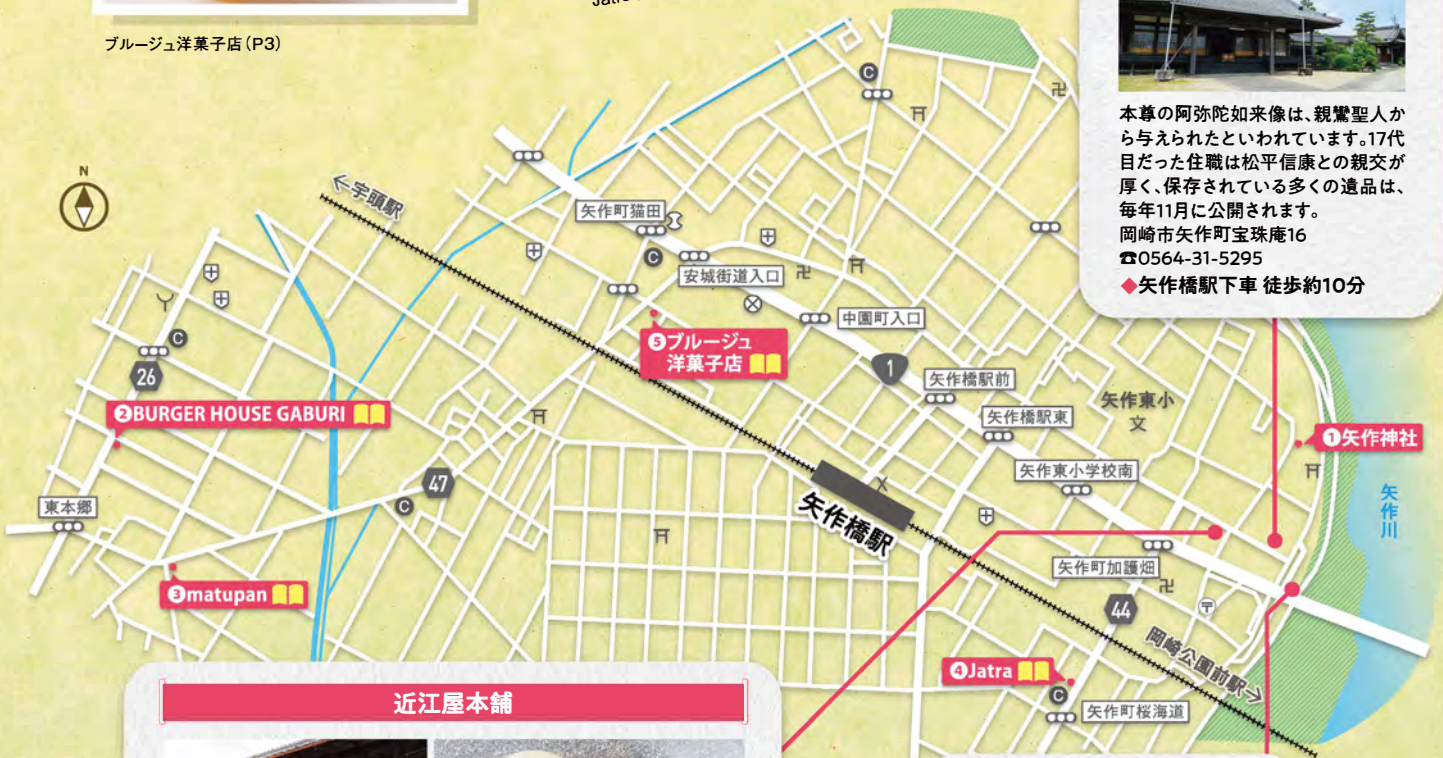 ブルージュ洋菓子店（P3）
本尊の阿弥陀如来像は、親鸞聖人か
ら与えられたといわれています。17代
目だった住職は松平信康との親交が
厚く、保存されている多くの遺品は、
毎年11月に公開されます。
岡崎市矢作町宝珠庵16
☎0564-31-5295
◆矢作橋駅下車 徒歩約10分
N
←宇頭駅
矢作町猫田
C
C
安城街道入口
中園町入口
❺ブルージュ
洋菓子店
1
矢作橋駅前
矢作橋駅東
矢作東小
文
❶矢作神社
矢作東小学校南
矢作川
C
26
❷BURGER HOUSE GABURI
47
C
東本郷
❸matupan
矢作橋駅
矢作町加護畑
44
岡崎公園前駅→
❹Jatra
C
矢作町桜海道
近江屋本舗